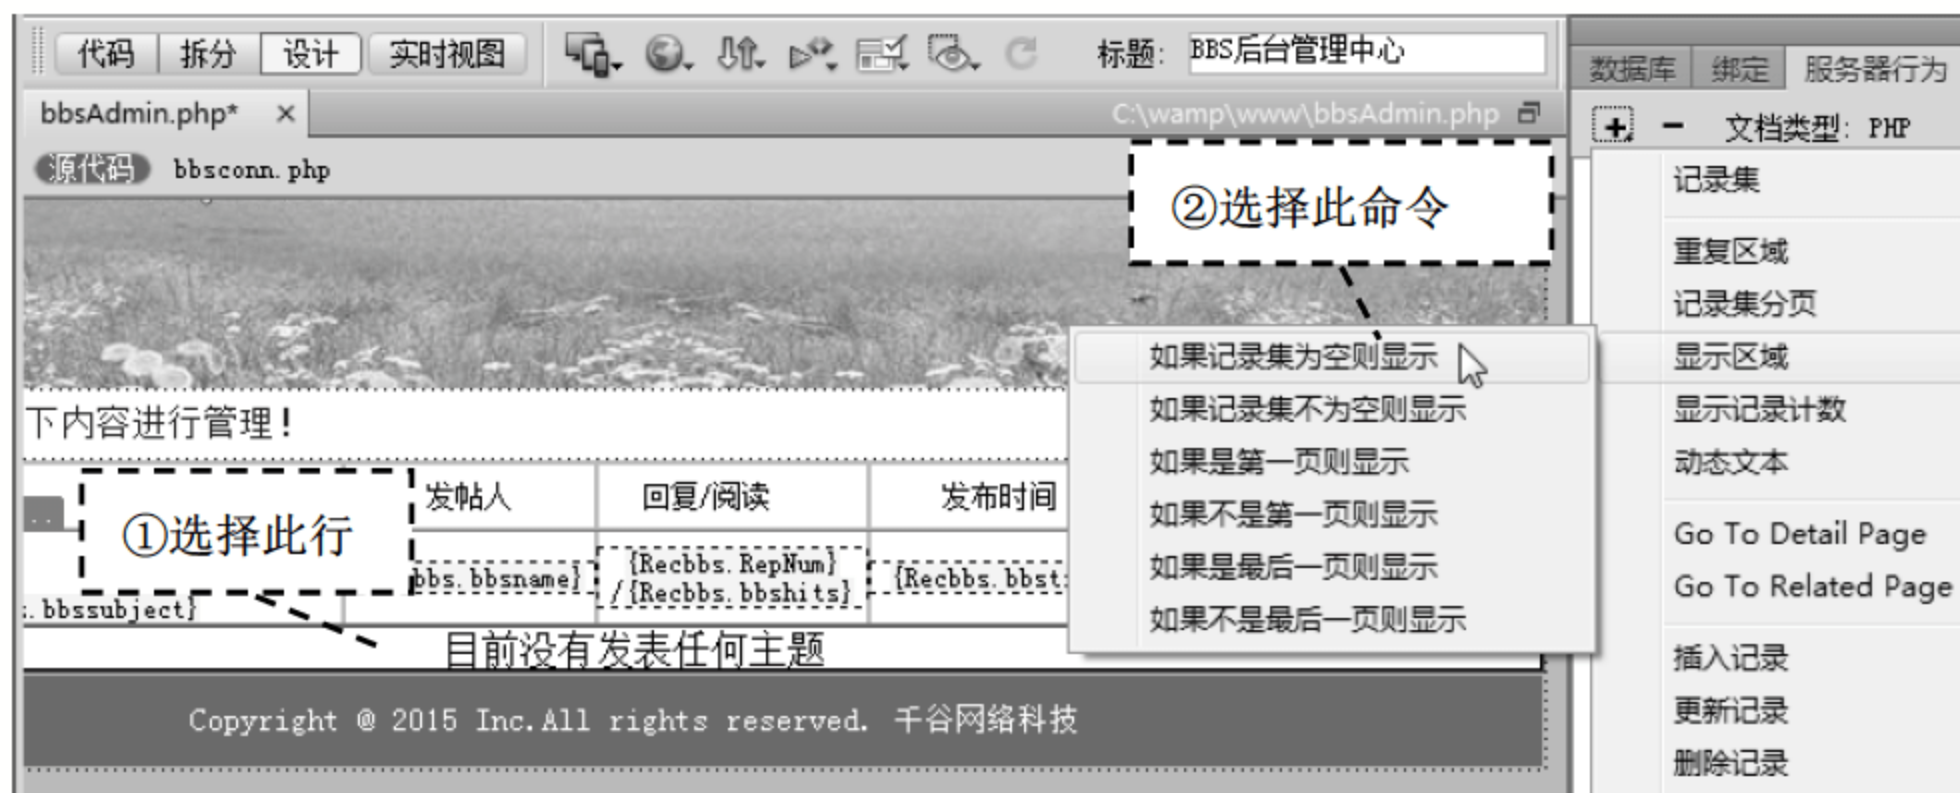 代码 拆分 设计 实时视图 标题: BBS后台管理中心
数据库 绑定 服务器行为
bbsAdmin.php* × C:\wamp\www\bbsAdmin.php
+ - 文档类型: PHP
源代码 bbsconn.php
②选择此命令
记录集
重复区域
记录集分页
显示区域
显示记录计数
动态文本
Go To Detail Page
Go To Related Page
插入记录
更新记录
删除记录
如果记录集为空则显示
如果记录集不为空则显示
如果是第一页则显示
如果不是第一页则显示
如果是最后一页则显示
如果不是最后一页则显示
下内容进行管理!
①选择此行
发帖人 回复/阅读 发布时间
bbs.bbsname} {Recbbs.RepNum}
/{Recbbs.bbshits} {Recbbs.bbst
.bbssubject}
目前没有发表任何主题
Copyright @ 2015 Inc.All rights reserved. 千谷网络科技